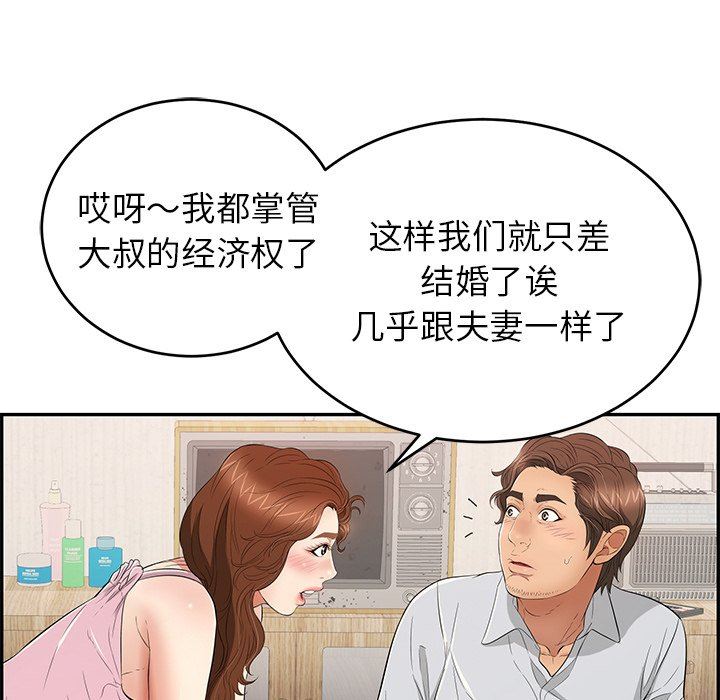 哎呀～我都掌管
大叔的经济权了
这样我们就只差
结婚了诶
几乎跟夫妻一样了